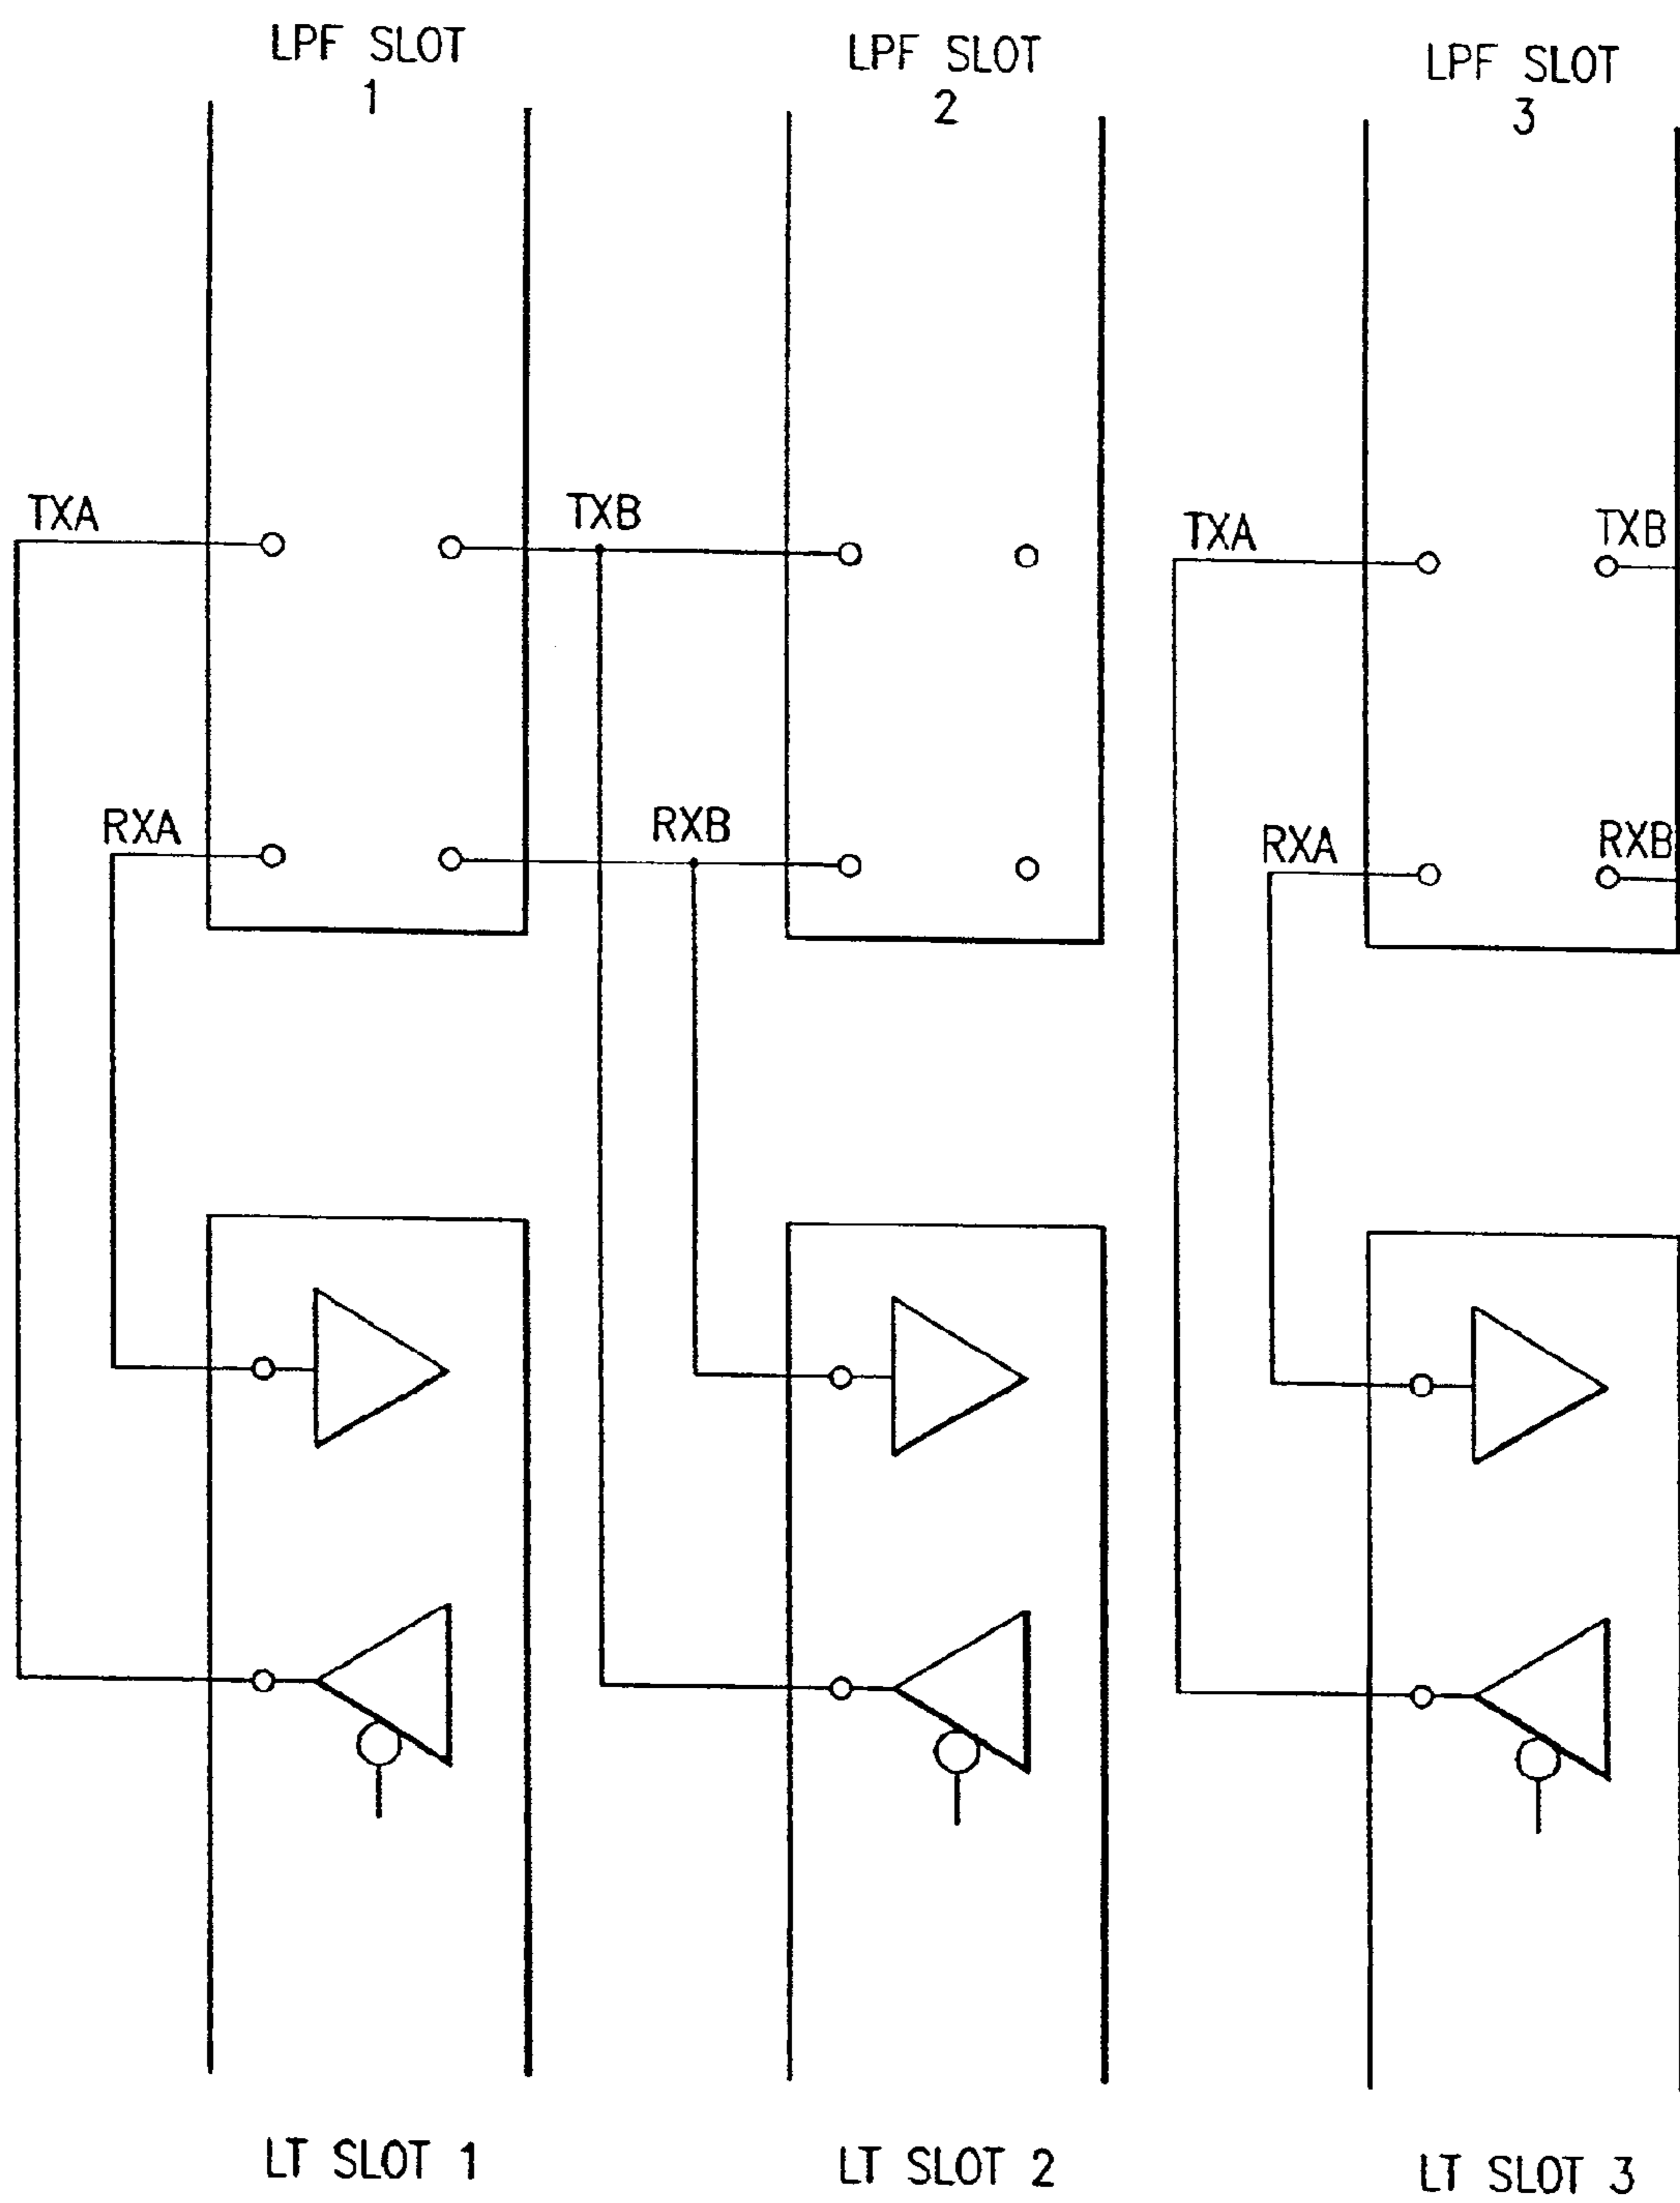 LPF SLOT
1
LPF SLOT
2
LPF SLOT
3
TXA
TXB
TXA
TXB
RXA
RXB
RXA
RXB
LT SLOT 1
LT SLOT 2
LT SLOT 3